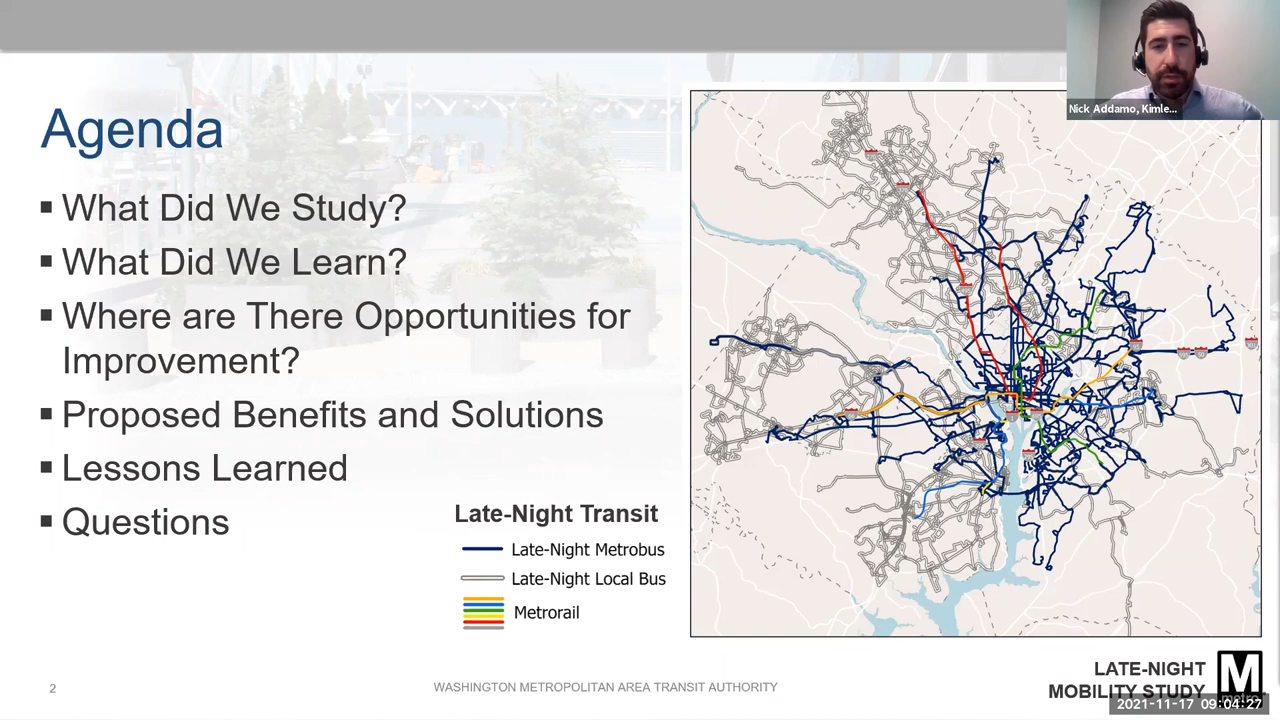 Nick Addamo, Kimle...
Agenda
▪ What Did We Study?
▪ What Did We Learn?
▪ Where are There Opportunities for
Improvement?
▪ Proposed Benefits and Solutions
▪ Lessons Learned
▪ Questions
Late-Night Transit
Late-Night Metrobus
Late-Night Local Bus
Metrorail
2
WASHINGTON METROPOLITAN AREA TRANSIT AUTHORITY
LATE-NIGHT
MOBILITY STUDY
M
metro
2021-11-17 09:04:27